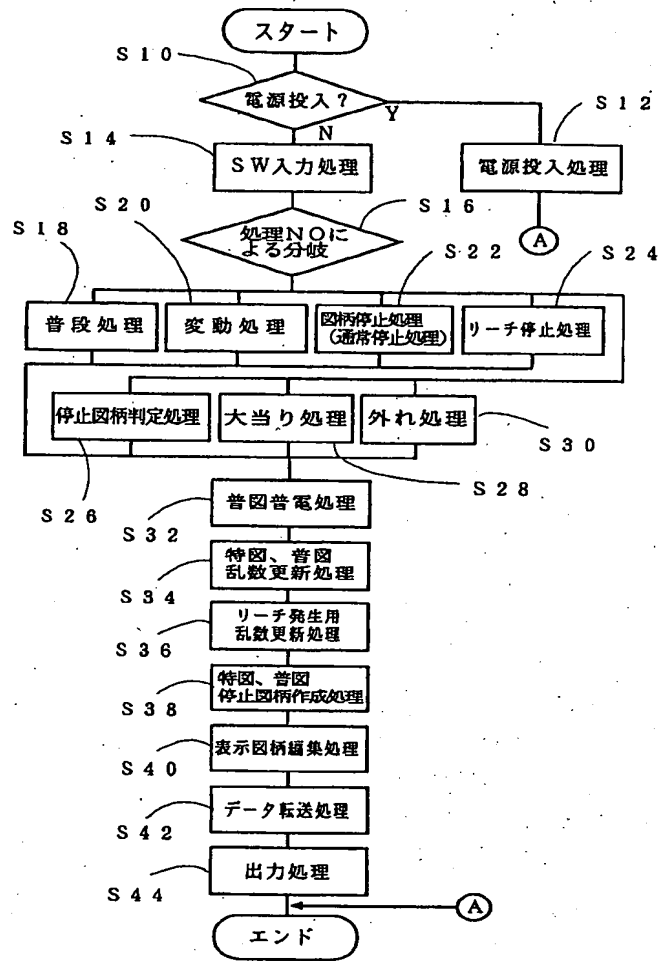 スタート
S10
電源投入?
Y
N
S12
電源投入処理
A
S14
SW入力処理
S16
処理NOに
よる分岐
S18
普段処理
S20
変動処理
S22
図柄停止処理
(通常停止処理)
S24
リーチ停止処理
停止図柄判定処理
S26
大当り処理
S28
外れ処理
S30
普図普電処理
S32
特図、普図
乱数更新処理
S34
リーチ発生用
乱数更新処理
S36
特図、普図
停止図柄作成処理
S38
表示図柄編集処理
S40
データ転送処理
S42
出力処理
S44
A
エンド